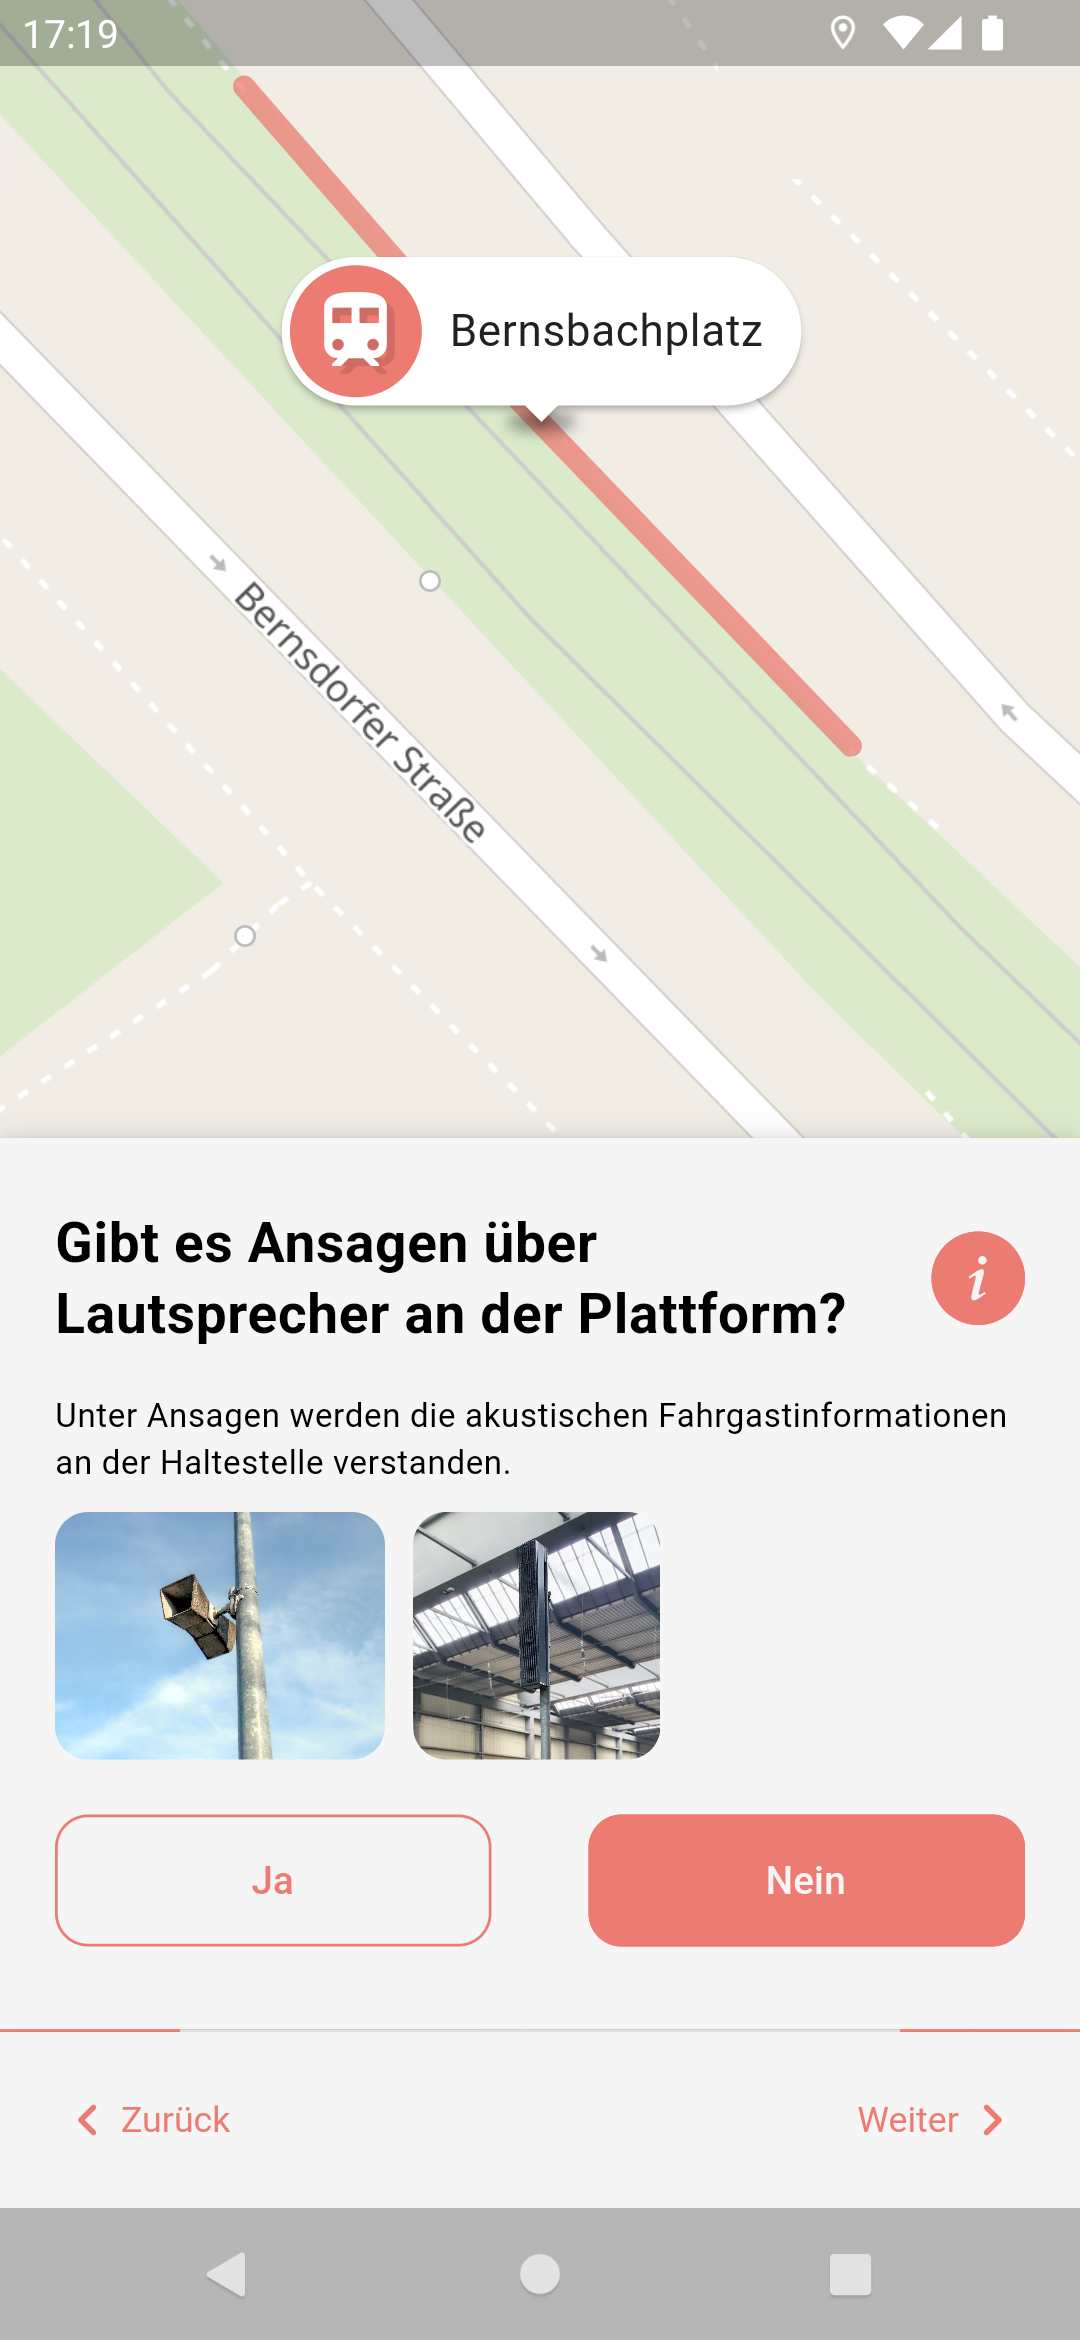 17:19
Bernsbachplatz
Bernsdorfer Straße
Gibt es Ansagen über
Lautsprecher an der Plattform?
i
Unter Ansagen werden die akustischen Fahrgastinformationen
an der Haltestelle verstanden.
Ja
Nein
Zurück
Weiter